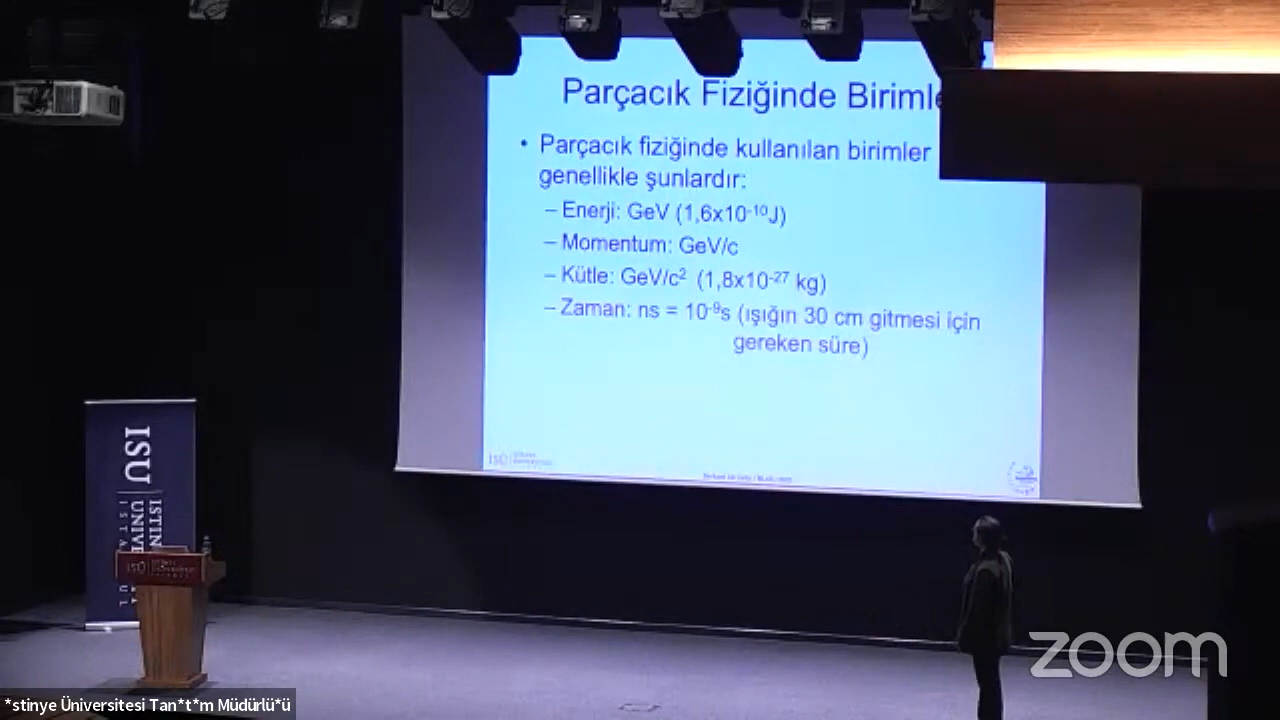 Parçacık Fiziğinde Birimle
• Parçacık fiziğinde kullanılan birimler
genellikle şunlardır:
– Enerji: GeV (1,6x10⁻¹⁰J)
– Momentum: GeV/c
– Kütle: GeV/c² (1,8x10⁻²⁷ kg)
– Zaman: ns = 10⁻⁹s (ışığın 30 cm gitmesi için
gereken süre)
ISU
ISU
ISTIN
UNIVE
ISU
zoom
*stinye Üniversitesi Tan*t*m Müdürlü*ü